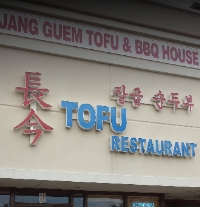 JANG GUEM TOFU & BBQ HOUSE
長今
장금 순두부
TOFU
RESTAURANT